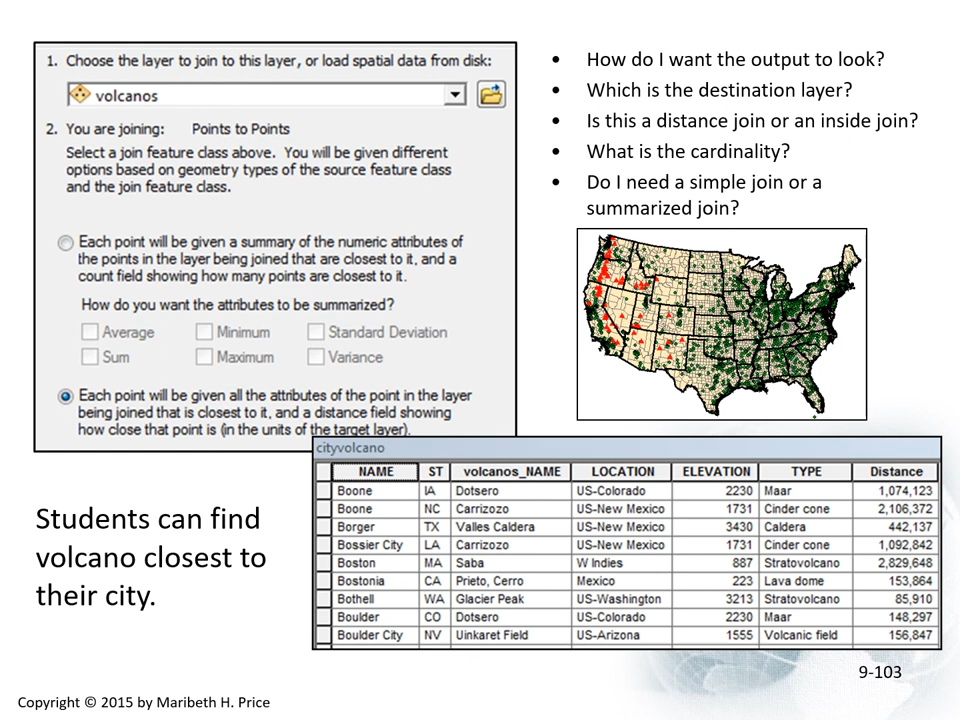 1. Choose the layer to join to this layer, or load spatial data from disk:
volcanos
2. You are joining: Points to Points
Select a join feature class above. You will be given different
options based on geometry types of the source feature class
and the join feature class.
Each point will be given a summary of the numeric attributes of
the points in the layer being joined that are closest to it, and a
count field showing how many points are closest to it.
How do you want the attributes to be summarized?
Average Minimum Standard Deviation
Sum Maximum Variance
Each point will be given all the attributes of the point in the layer
being joined that is closest to it, and a distance field showing
how close that point is (in the units of the target layer).
• How do I want the output to look?
• Which is the destination layer?
• Is this a distance join or an inside join?
• What is the cardinality?
• Do I need a simple join or a
summarized join?
cityvolcano
NAME ST volcanos_NAME LOCATION ELEVATION TYPE Distance
Boone IA Dotsero US-Colorado 2230 Maar 1,074,123
Boone NC Carrizozo US-New Mexico 1731 Cinder cone 2,106,372
Borger TX Valles Caldera US-New Mexico 3430 Caldera 442,137
Bossier City LA Carrizozo US-New Mexico 1731 Cinder cone 1,092,842
Boston MA Saba W Indies 887 Stratovolcano 2,829,648
Bostonia CA Prieto, Cerro Mexico 223 Lava dome 153,864
Bothell WA Glacier Peak US-Washington 3213 Stratovolcano 85,910
Boulder CO Dotsero US-Colorado 2230 Maar 148,297
Boulder City NV Uinkaret Field US-Arizona 1555 Volcanic field 156,847
Students can find
volcano closest to
their city.
9-103
Copyright © 2015 by Maribeth H. Price